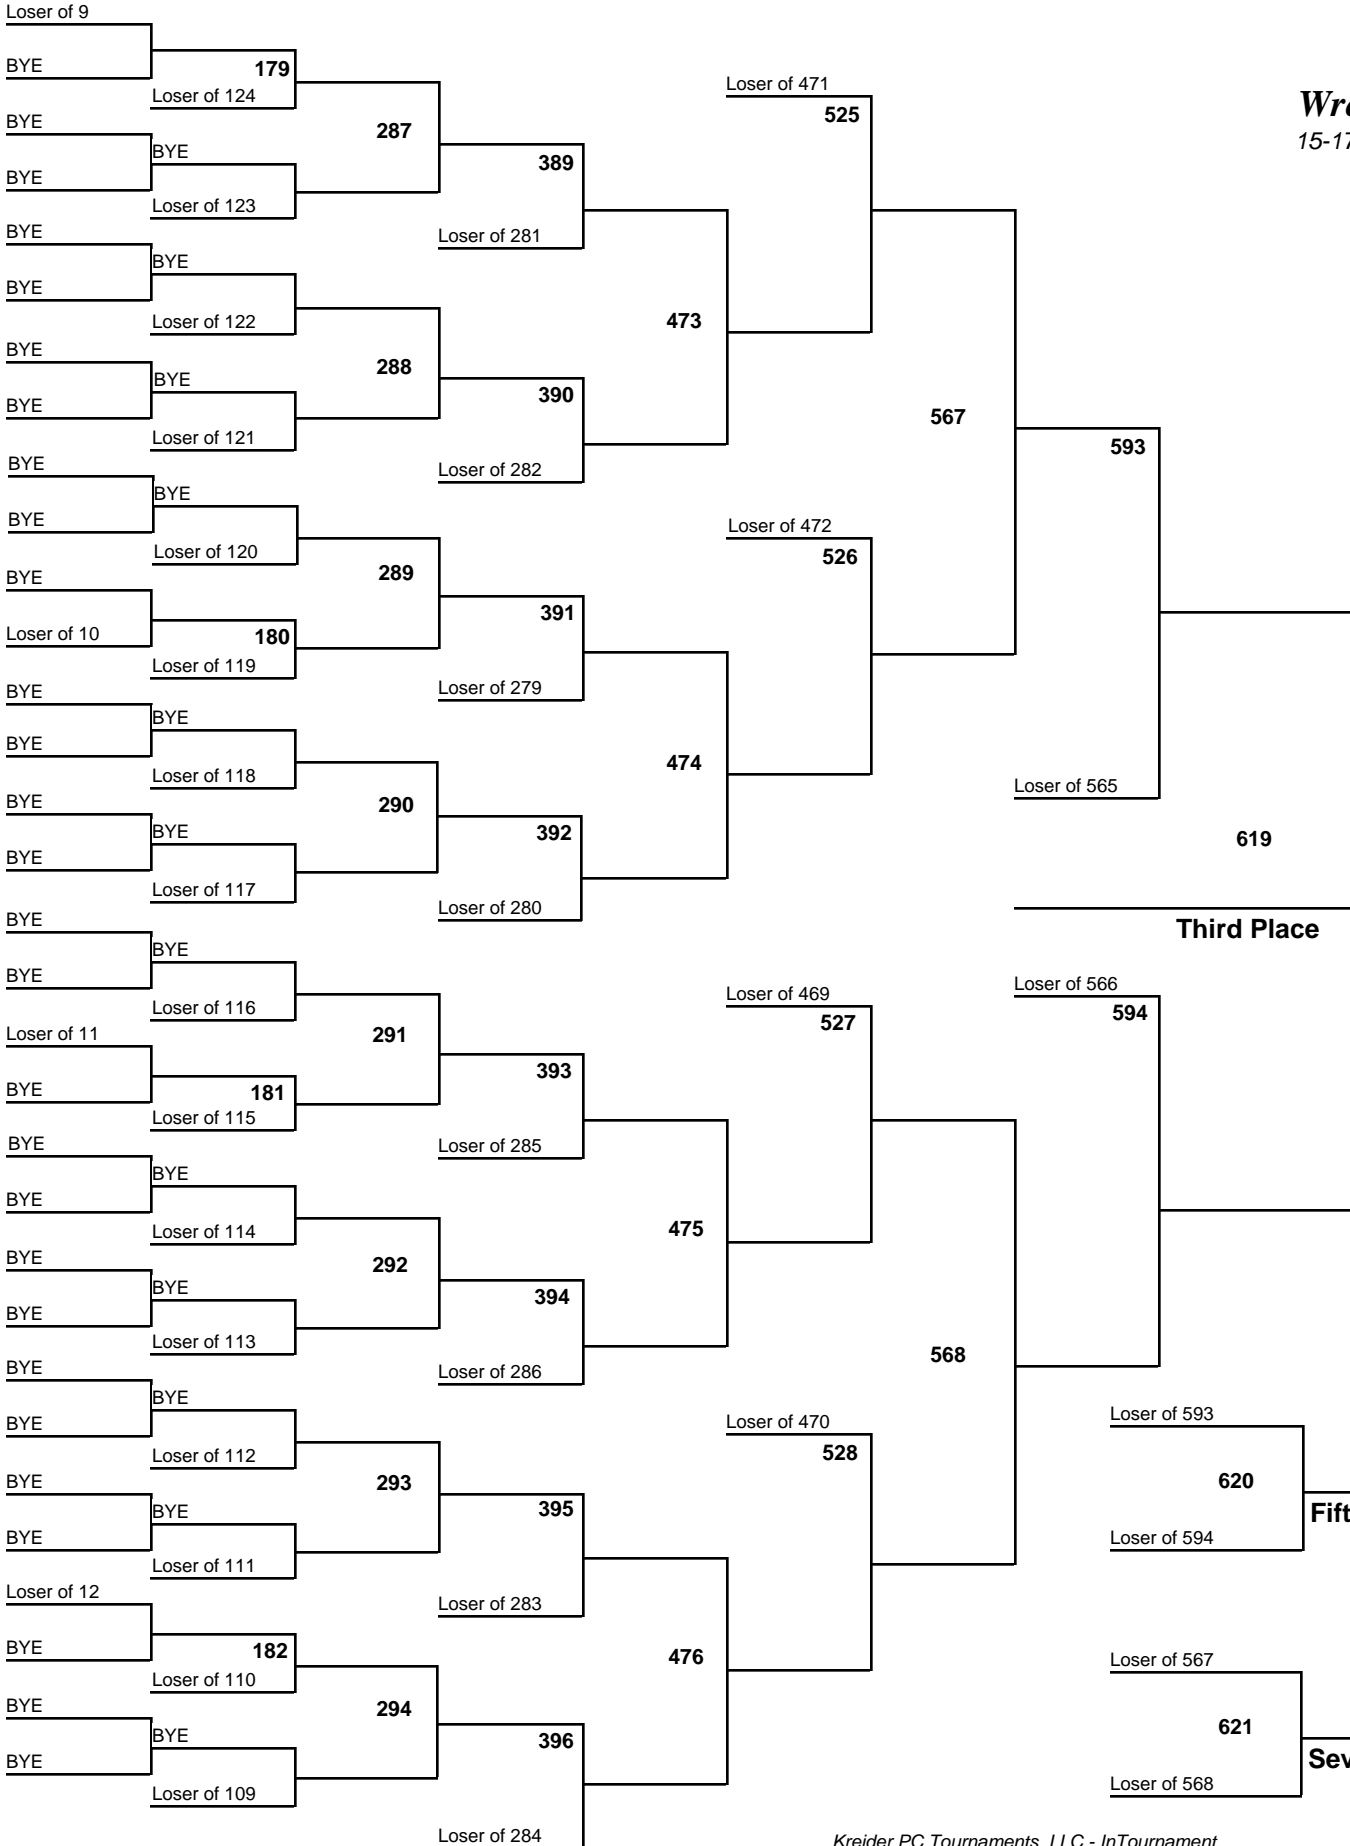 Loser of 9
BYE
179
Loser of 124
BYE
287
BYE
BYE
Loser of 123
389
Loser of 281
BYE
BYE
BYE
Loser of 122
BYE
288
BYE
BYE
Loser of 121
390
Loser of 282
473
Loser of 471
525
BYE
BYE
BYE
Loser of 120
BYE
289
Loser of 10
180
Loser of 119
391
Loser of 279
BYE
BYE
BYE
Loser of 118
BYE
290
BYE
BYE
Loser of 117
392
Loser of 280
474
Loser of 472
526
567
593
Loser of 565
619
Third Place
BYE
BYE
BYE
Loser of 116
Loser of 11
291
BYE
181
Loser of 115
393
Loser of 285
BYE
BYE
BYE
Loser of 114
BYE
292
BYE
BYE
Loser of 113
394
Loser of 286
475
Loser of 469
527
BYE
BYE
BYE
Loser of 112
BYE
293
BYE
BYE
Loser of 111
395
Loser of 283
Loser of 12
BYE
182
Loser of 110
BYE
294
BYE
BYE
Loser of 109
396
Loser of 284
476
Loser of 470
528
568
Loser of 566
594
Loser of 593
620
Loser of 594
Fift
Loser of 567
621
Loser of 568
Sev
15-17
Kreider PC Tournaments, LLC - InTournament